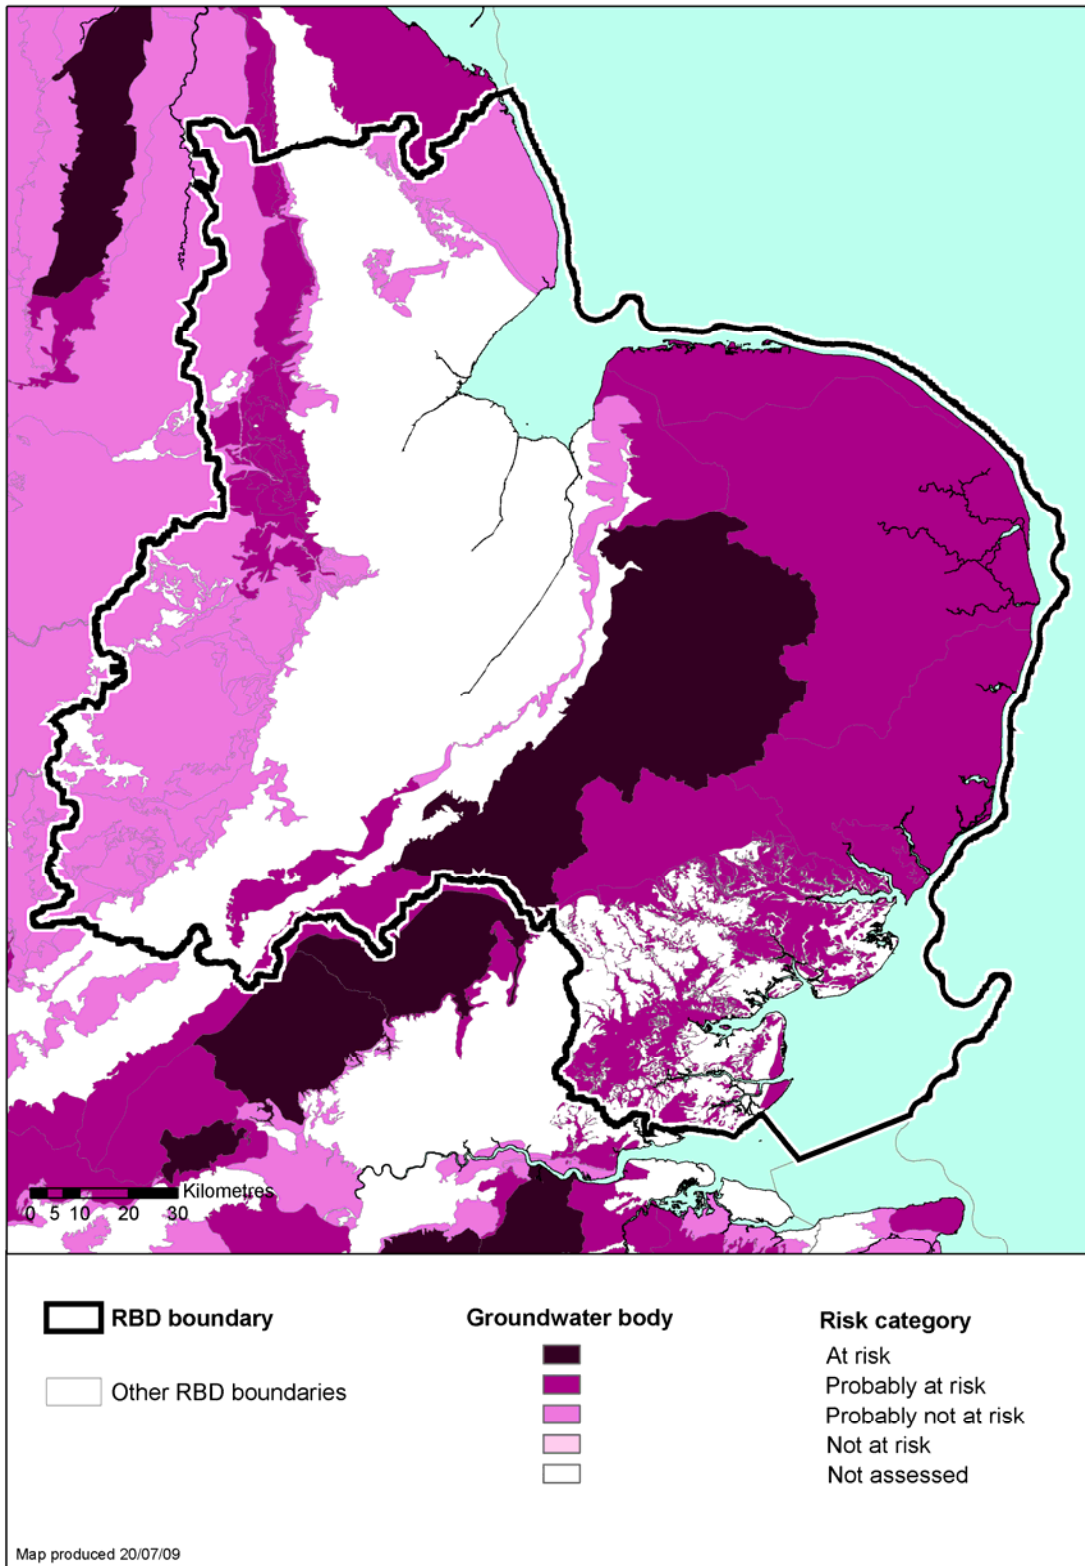 Kilometres
0 5 10 20 30
RBD boundary
Other RBD boundaries
Groundwater body
Risk category
At risk
Probably at risk
Probably not at risk
Not at risk
Not assessed
Map produced 20/07/09